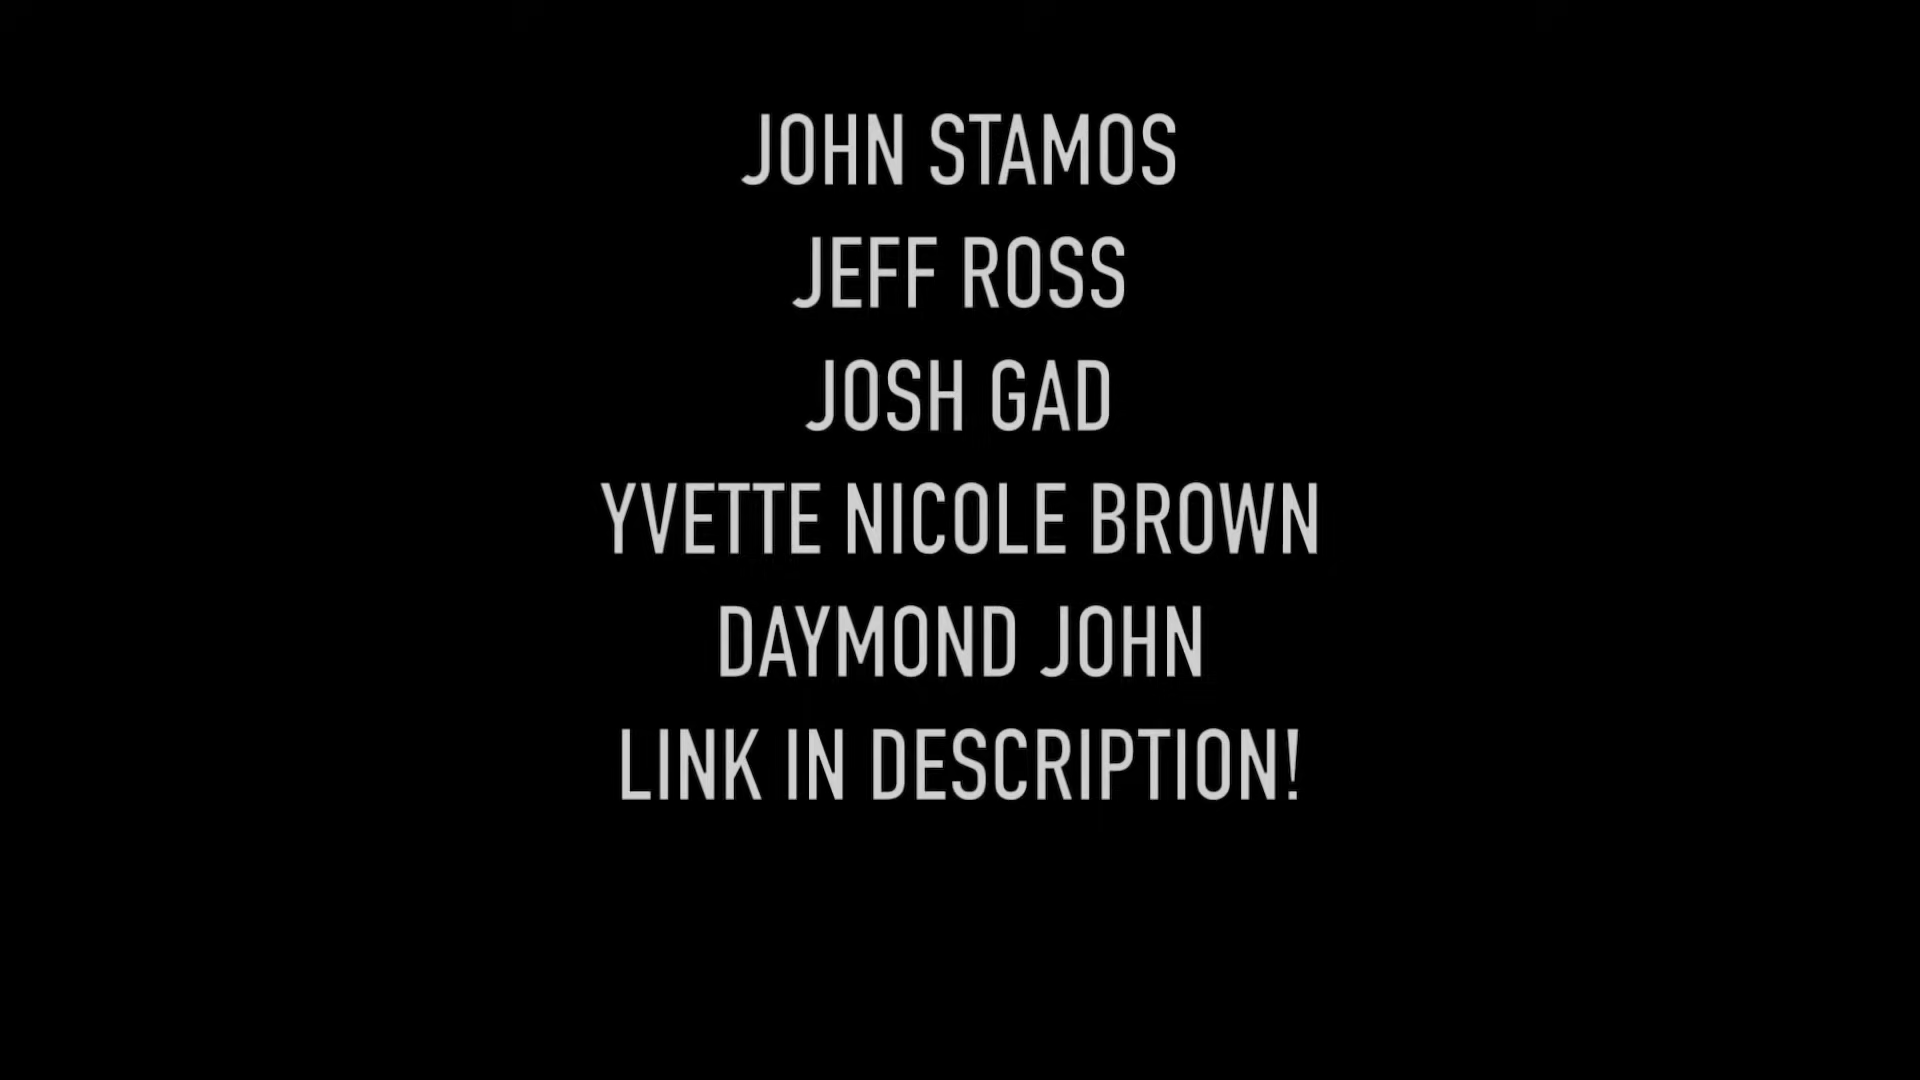 JOHN STAMOS
JEFF ROSS
JOSH GAD
YVETTE NICOLE BROWN
DAYMOND JOHN
LINK IN DESCRIPTION!